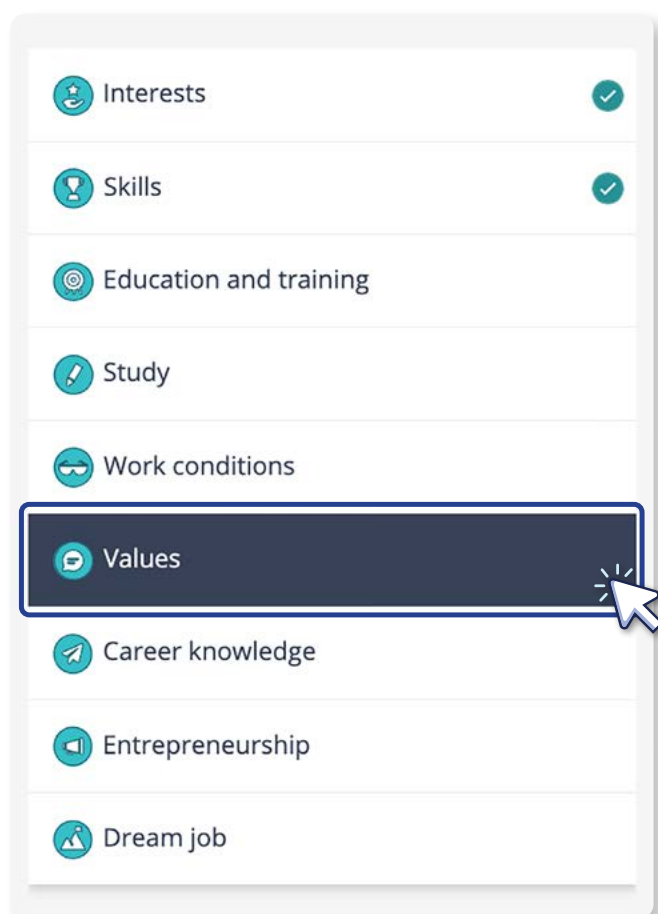 Interests
Skills
Education and training
Study
Work conditions
Values
Career knowledge
Entrepreneurship
Dream job